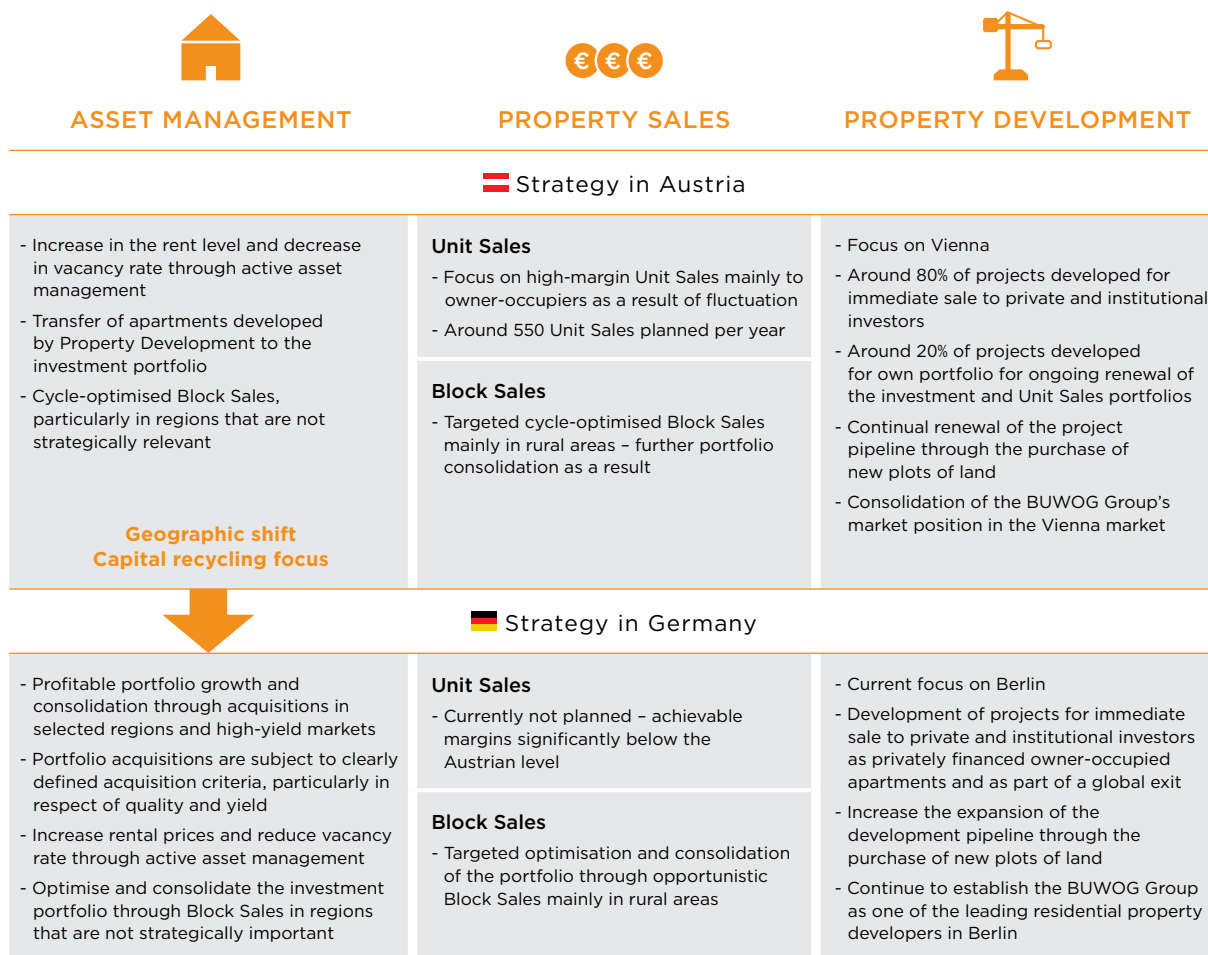 € € €
ASSET MANAGEMENT
PROPERTY SALES
PROPERTY DEVELOPMENT
Strategy in Austria
- Increase in the rent level and decrease
in vacancy rate through active asset
management
- Transfer of apartments developed
by Property Development to the
investment portfolio
- Cycle-optimised Block Sales,
particularly in regions that are not
strategically relevant
Geographic shift
Capital recycling focus
Unit Sales
- Focus on high-margin Unit Sales mainly to
owner-occupiers as a result of fluctuation
- Around 550 Unit Sales planned per year
Block Sales
- Targeted cycle-optimised Block Sales
mainly in rural areas – further portfolio
consolidation as a result
- Focus on Vienna
- Around 80% of projects developed for
immediate sale to private and institutional
investors
- Around 20% of projects developed
for own portfolio for ongoing renewal of
the investment and Unit Sales portfolios
- Continual renewal of the project
pipeline through the purchase of
new plots of land
- Consolidation of the BUWOG Group's
market position in the Vienna market
Strategy in Germany
- Profitable portfolio growth and
consolidation through acquisitions in
selected regions and high-yield markets
- Portfolio acquisitions are subject to clearly
defined acquisition criteria, particularly in
respect of quality and yield
- Increase rental prices and reduce vacancy
rate through active asset management
- Optimise and consolidate the investment
portfolio through Block Sales in regions
that are not strategically important
Unit Sales
- Currently not planned – achievable
margins significantly below the
Austrian level
Block Sales
- Targeted optimisation and consolidation
of the portfolio through opportunistic
Block Sales mainly in rural areas
- Current focus on Berlin
- Development of projects for immediate
sale to private and institutional investors
as privately financed owner-occupied
apartments and as part of a global exit
- Increase the expansion of the
development pipeline through the
purchase of new plots of land
- Continue to establish the BUWOG Group
as one of the leading residential property
developers in Berlin